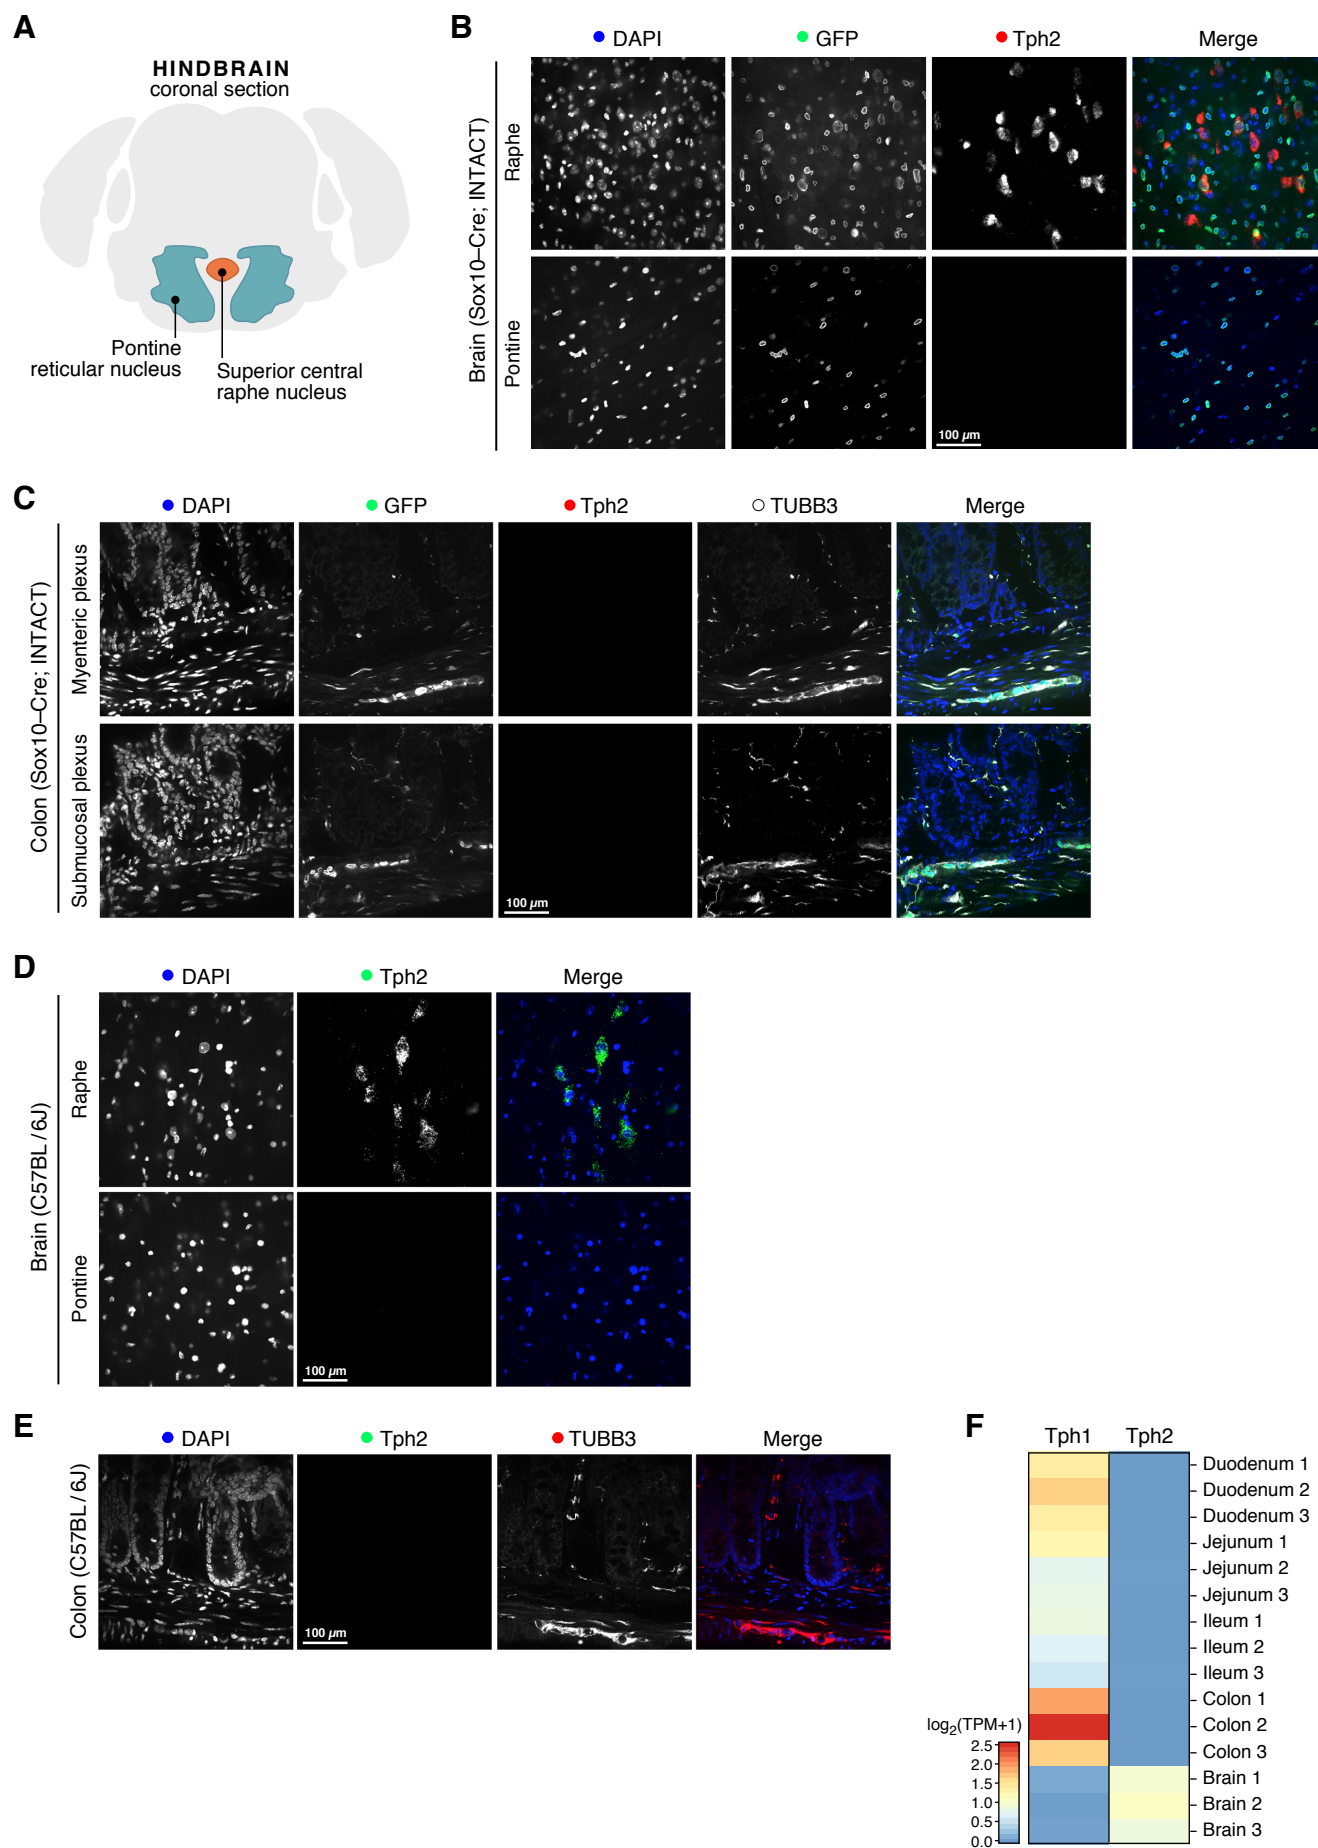 A
HINDBRAIN
coronal section
Pontine
reticular nucleus
Superior central
raphe nucleus
B
DAPI
GFP
Tph2
Merge
Brain (Sox10–Cre; INTACT)
Raphe
Pontine
100 µm
C
DAPI
GFP
Tph2
TUBB3
Merge
Colon (Sox10–Cre; INTACT)
Myenteric plexus
Submucosal plexus
100 µm
D
DAPI
Tph2
Merge
Brain (C57BL / 6J)
Raphe
Pontine
100 µm
E
DAPI
Tph2
TUBB3
Merge
Colon (C57BL / 6J)
100 µm
F
Tph1
Tph2
Duodenum 1
Duodenum 2
Duodenum 3
Jejunum 1
Jejunum 2
Jejunum 3
Ileum 1
Ileum 2
Ileum 3
Colon 1
Colon 2
Colon 3
Brain 1
Brain 2
Brain 3
log₂(TPM+1)
2.5
2.0
1.5
1.0
0.5
0.0